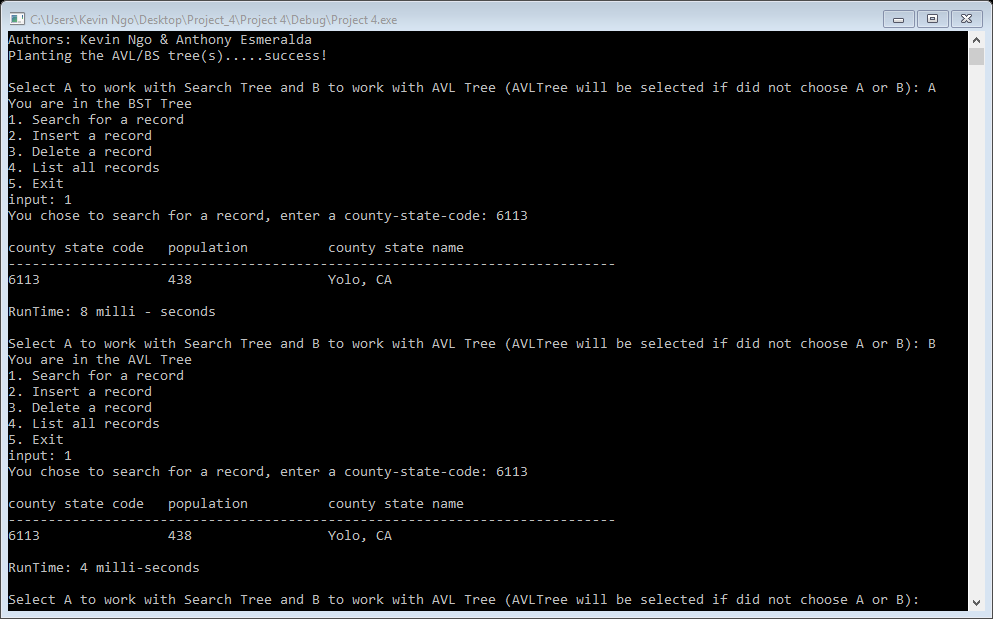 C:\Users\Kevin Ngo\Desktop\Project_4\Project 4\Debug\Project 4.exe
Authors: Kevin Ngo & Anthony Esmeralda
Planting the AVL/BS tree(s).....success!
Select A to work with Search Tree and B to work with AVL Tree (AVLTree will be selected if did not choose A or B): A
You are in the BST Tree
1. Search for a record
2. Insert a record
3. Delete a record
4. List all records
5. Exit
input: 1
You chose to search for a record, enter a county-state-code: 6113
county state code   population          county state name
----------------------------------------------------------------------------
6113                438                 Yolo, CA
RunTime: 8 milli - seconds
Select A to work with Search Tree and B to work with AVL Tree (AVLTree will be selected if did not choose A or B): B
You are in the AVL Tree
1. Search for a record
2. Insert a record
3. Delete a record
4. List all records
5. Exit
input: 1
You chose to search for a record, enter a county-state-code: 6113
county state code   population          county state name
----------------------------------------------------------------------------
6113                438                 Yolo, CA
RunTime: 4 milli-seconds
Select A to work with Search Tree and B to work with AVL Tree (AVLTree will be selected if did not choose A or B):